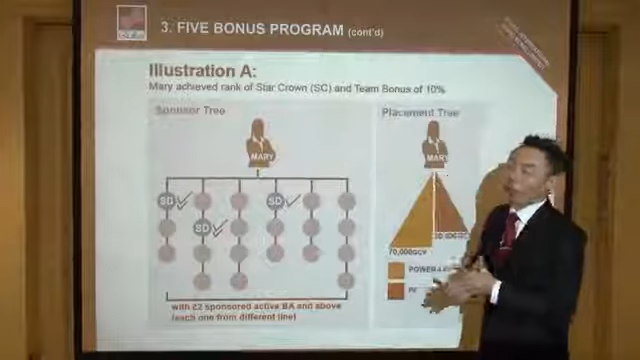 3. FIVE BONUS PROGRAM (cont'd)
Illustration A:
Mary achieved rank of Star Crown (SC) and Team Bonus of 10%
Sponsor Tree
Placement Tree
MARY
MARY
SD
SD
SD
70,000GCV
POWER
with 22 sponsored active BA and above
(each one from different line)